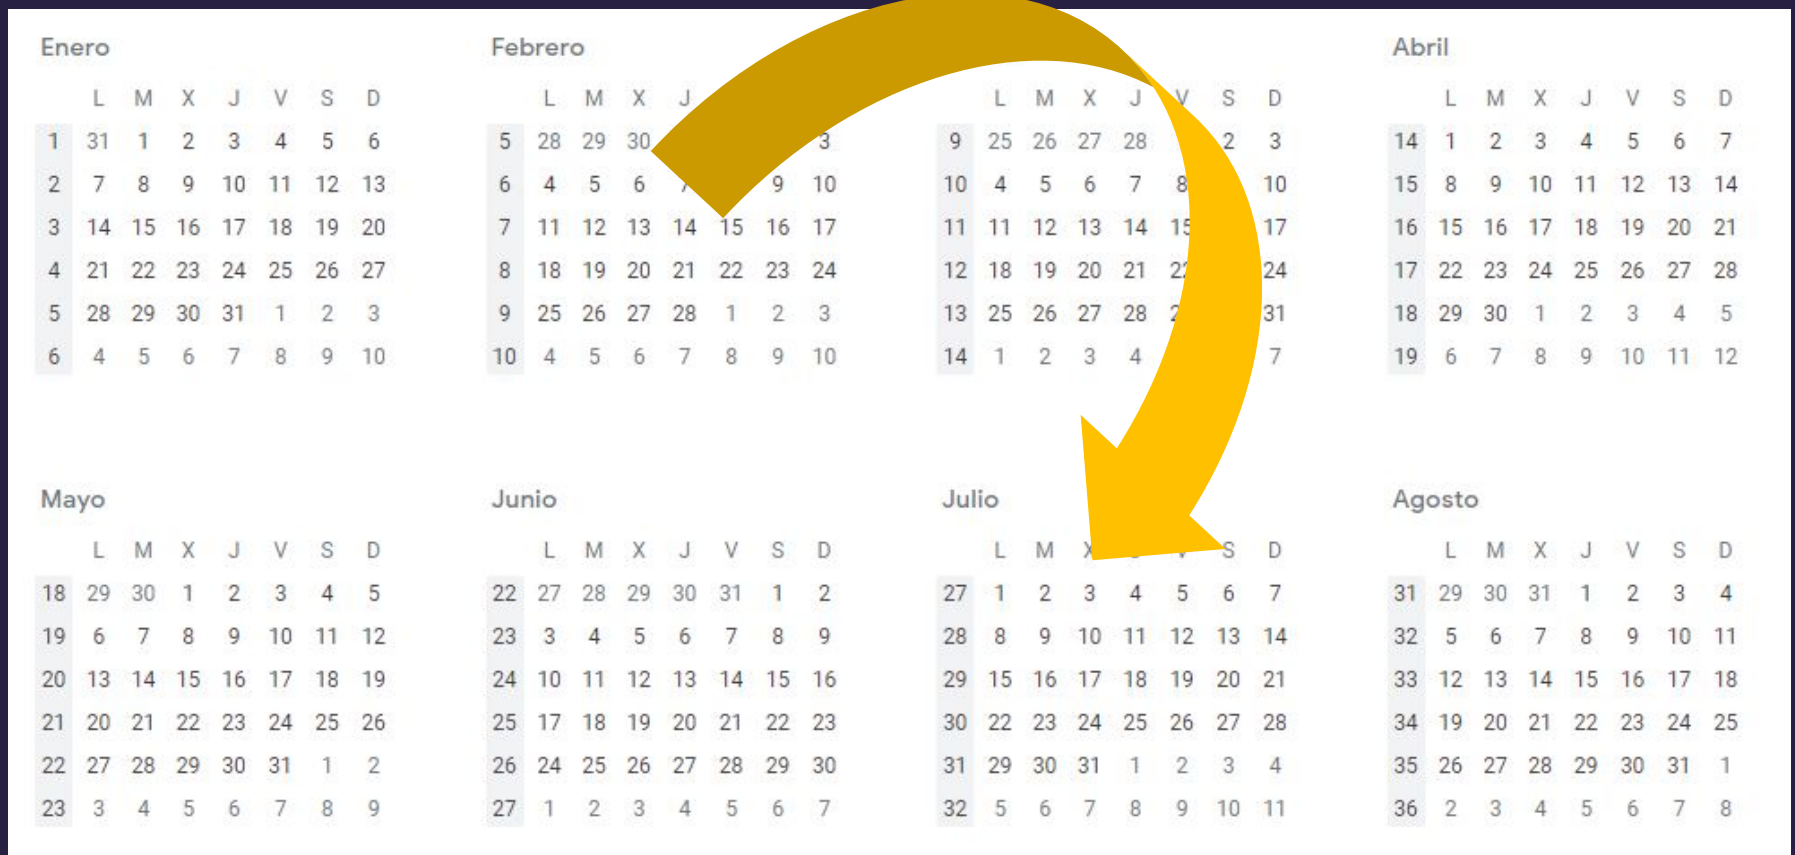 Enero
L M X J V S D
1 31 1 2 3 4 5 6
2 7 8 9 10 11 12 13
3 14 15 16 17 18 19 20
4 21 22 23 24 25 26 27
5 28 29 30 31 1 2 3
6 4 5 6 7 8 9 10
Febrero
L M X J
5 28 29 30 3
6 4 5 6 9 10
7 11 12 13 14 15 16 17
8 18 19 20 21 22 23 24
9 25 26 27 28 1 2 3
10 4 5 6 7 8 9 10
L M X J V S D
9 25 26 27 28 2 3
10 4 5 6 7 8 10
11 11 12 13 14 15 17
12 18 19 20 21 22 24
13 25 26 27 28 31
14 1 2 3 4 7
Abril
L M X J V S D
14 1 2 3 4 5 6 7
15 8 9 10 11 12 13 14
16 15 16 17 18 19 20 21
17 22 23 24 25 26 27 28
18 29 30 1 2 3 4 5
19 6 7 8 9 10 11 12
Mayo
L M X J V S D
18 29 30 1 2 3 4 5
19 6 7 8 9 10 11 12
20 13 14 15 16 17 18 19
21 20 21 22 23 24 25 26
22 27 28 29 30 31 1 2
23 3 4 5 6 7 8 9
Junio
L M X J V S D
22 27 28 29 30 31 1 2
23 3 4 5 6 7 8 9
24 10 11 12 13 14 15 16
25 17 18 19 20 21 22 23
26 24 25 26 27 28 29 30
27 1 2 3 4 5 6 7
Julio
L M X V S D
27 1 2 3 4 5 6 7
28 8 9 10 11 12 13 14
29 15 16 17 18 19 20 21
30 22 23 24 25 26 27 28
31 29 30 31 1 2 3 4
32 5 6 7 8 9 10 11
Agosto
L M X J V S D
31 29 30 31 1 2 3 4
32 5 6 7 8 9 10 11
33 12 13 14 15 16 17 18
34 19 20 21 22 23 24 25
35 26 27 28 29 30 31 1
36 2 3 4 5 6 7 8